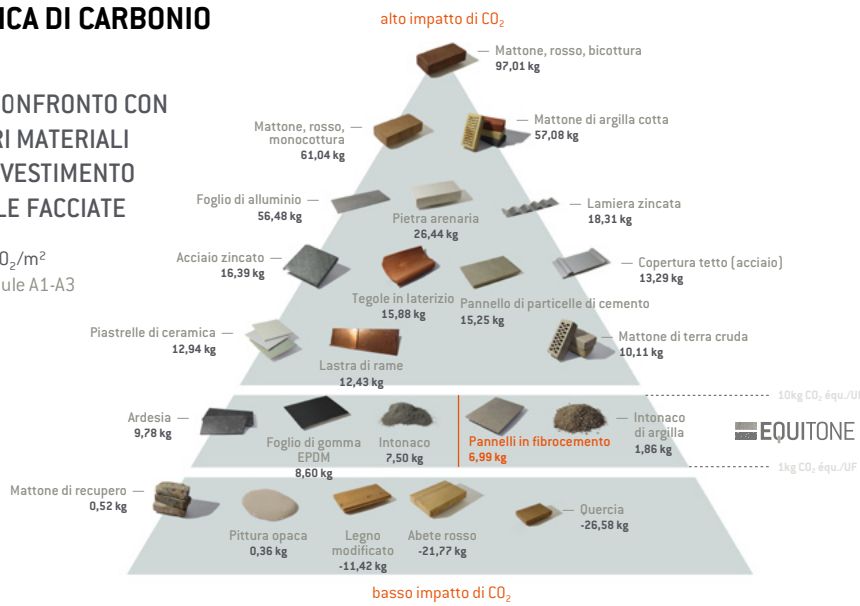 ICA DI CARBONIO
alto impatto di CO₂
ONFRONTO CON
RI MATERIALI
VESTIMENTO
LE FACCIATE
O₂/m²
ule A1-A3
Mattone, rosso, bicottura
97,01 kg
Mattone, rosso,
monocottura
61,04 kg
Mattone di argilla cotta
57,08 kg
Foglio di alluminio
56,48 kg
Pietra arenaria
26,44 kg
Lamiera zincata
18,31 kg
Acciaio zincato
16,39 kg
Tegole in laterizio
15,88 kg
Pannello di particelle di cemento
15,25 kg
Copertura tetto (acciaio)
13,29 kg
Piastrelle di ceramica
12,94 kg
Lastra di rame
12,43 kg
Mattone di terra cruda
10,11 kg
10kg CO₂ équ./UF
Ardesia
9,78 kg
Foglio di gomma
EPDM
8,60 kg
Intonaco
7,50 kg
Pannelli in fibrocemento
6,99 kg
Intonaco
di argilla
1,86 kg
EQUITONE
1kg CO₂ équ./UF
Mattone di recupero
0,52 kg
Pittura opaca
0,36 kg
Legno
modificato
-11,42 kg
Abete rosso
-21,77 kg
Quercia
-26,58 kg
basso impatto di CO₂